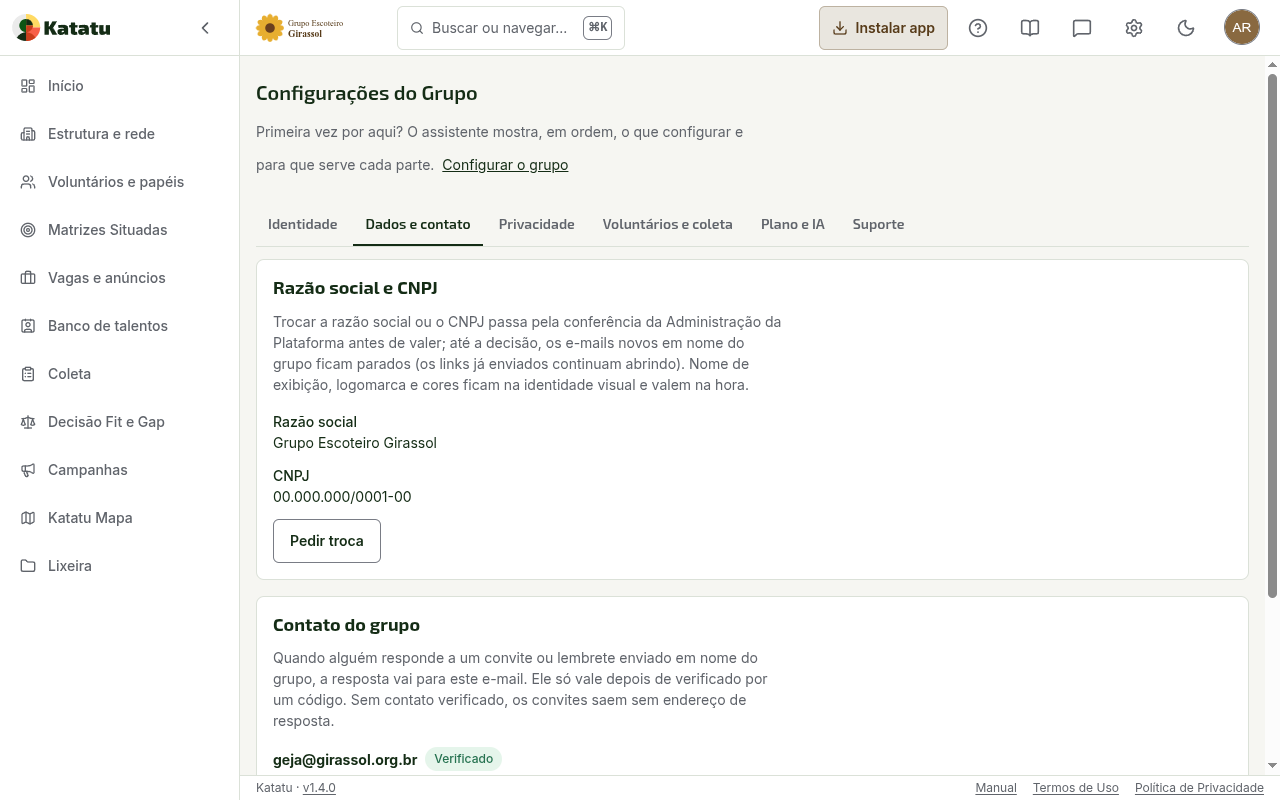 Katatu
Grupo Escoteiro
Girassol
Buscar ou navegar...
⌘K
Instalar app
AR
Início
Estrutura e rede
Voluntários e papéis
Matrizes Situadas
Vagas e anúncios
Banco de talentos
Coleta
Decisão Fit e Gap
Campanhas
Katatu Mapa
Lixeira
Configurações do Grupo
Primeira vez por aqui? O assistente mostra, em ordem, o que configurar e
para que serve cada parte. Configurar o grupo
Identidade
Dados e contato
Privacidade
Voluntários e coleta
Plano e IA
Suporte
Razão social e CNPJ
Trocar a razão social ou o CNPJ passa pela conferência da Administração da
Plataforma antes de valer; até a decisão, os e-mails novos em nome do
grupo ficam parados (os links já enviados continuam abrindo). Nome de
exibição, logomarca e cores ficam na identidade visual e valem na hora.
Razão social
Grupo Escoteiro Girassol
CNPJ
00.000.000/0001-00
Pedir troca
Contato do grupo
Quando alguém responde a um convite ou lembrete enviado em nome do
grupo, a resposta vai para este e-mail. Ele só vale depois de verificado por
um código. Sem contato verificado, os convites saem sem endereço de
resposta.
geja@girassol.org.br
Verificado
Katatu · v1.4.0
Manual
Termos de Uso
Política de Privacidade